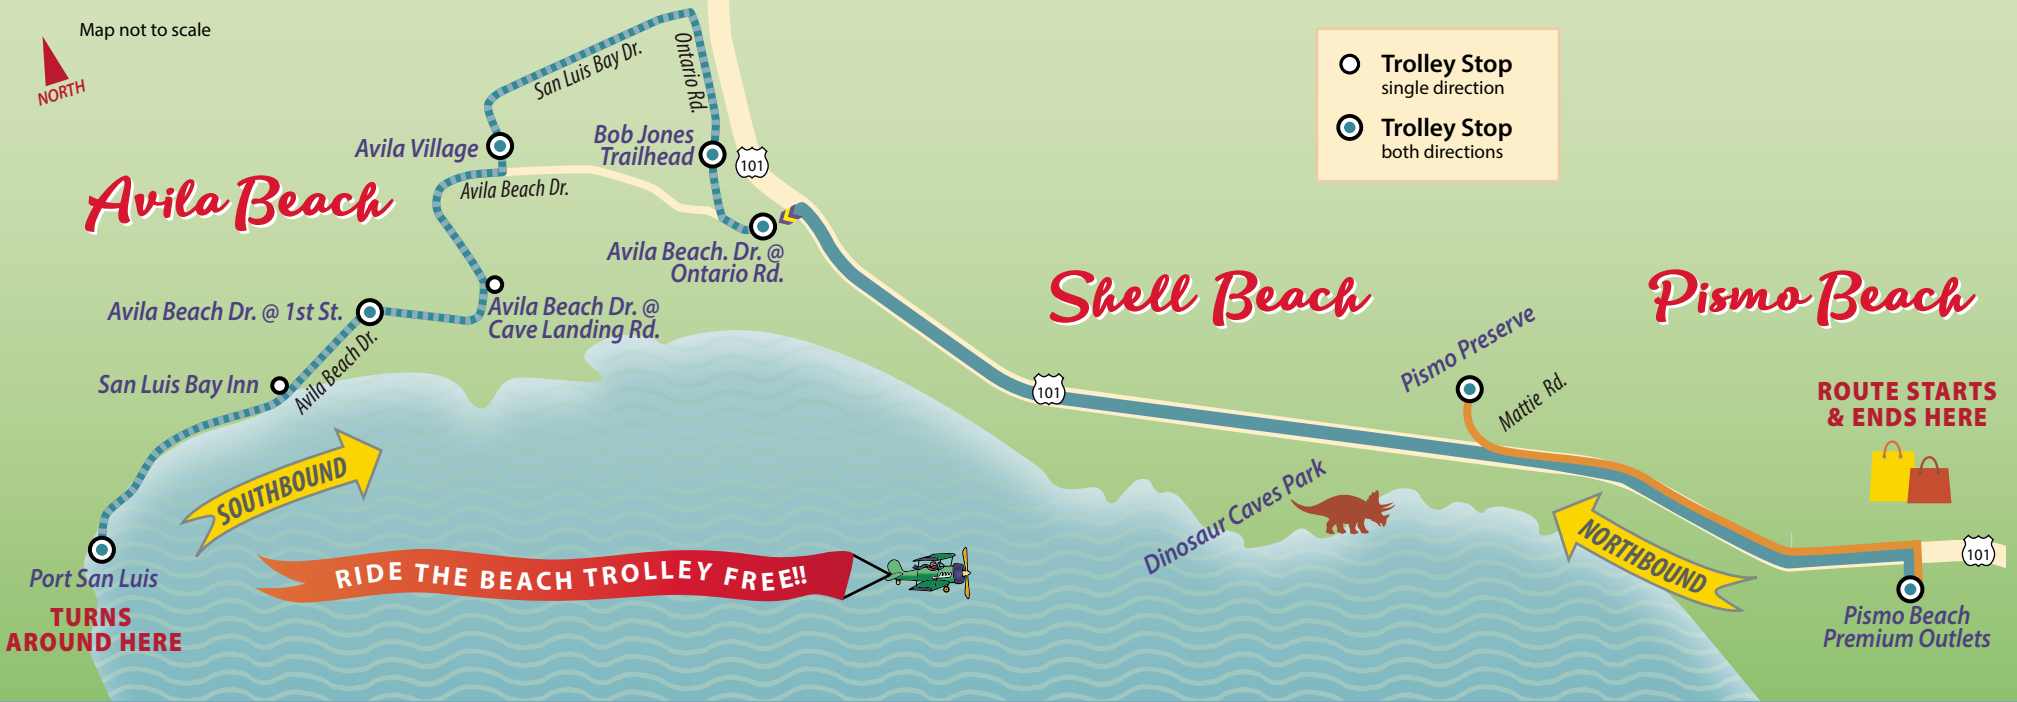 Map not to scale
NORTH
San Luis Bay Dr.
Ontario Rd.
Trolley Stop
single direction
Trolley Stop
both directions
Avila Village
Bob Jones
Trailhead
101
Avila Beach
Avila Beach Dr.
Avila Beach. Dr. @
Ontario Rd.
Avila Beach Dr. @ 1st St.
Avila Beach Dr. @
Cave Landing Rd.
San Luis Bay Inn
Avila Beach Dr.
Shell Beach
Pismo Beach
101
Pismo Preserve
Mattie Rd.
ROUTE STARTS
& ENDS HERE
SOUTHBOUND
Dinosaur Caves Park
NORTHBOUND
101
Port San Luis
TURNS
AROUND HERE
RIDE THE BEACH TROLLEY FREE!!
Pismo Beach
Premium Outlets